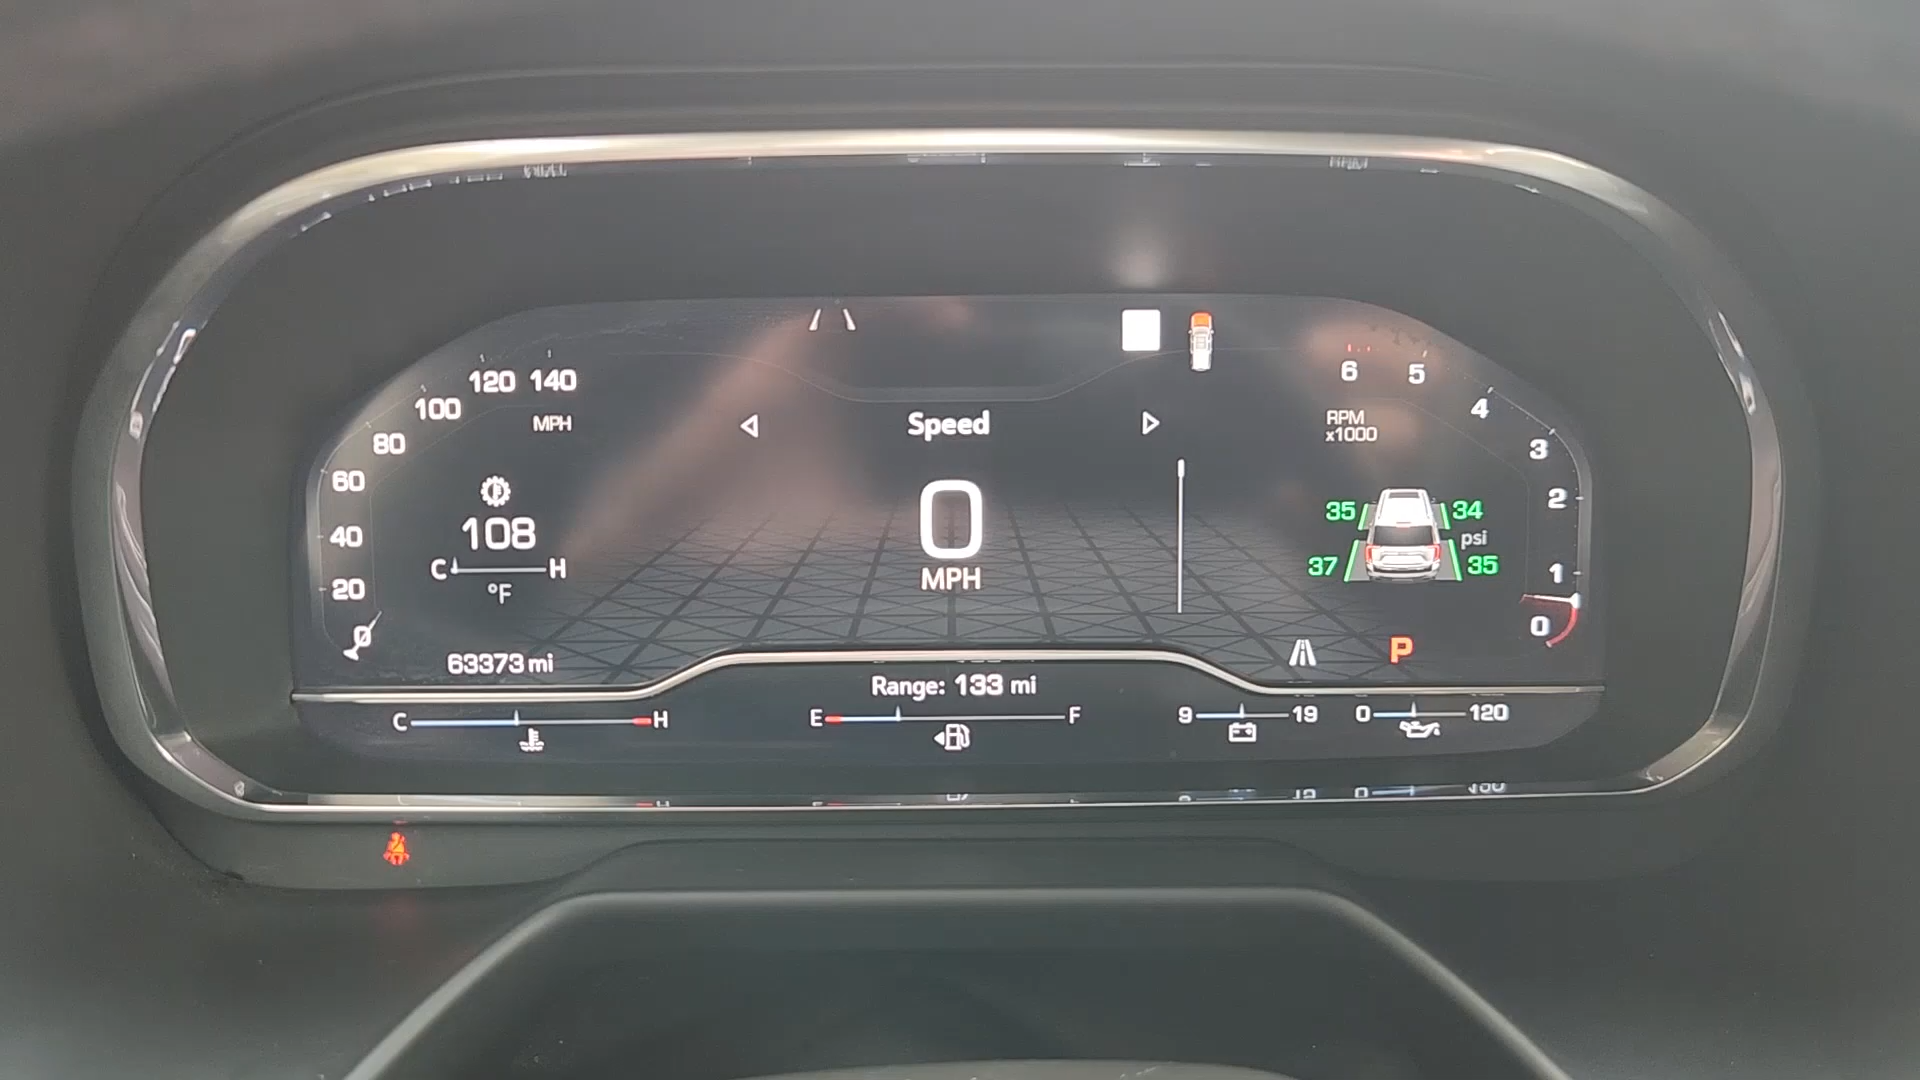 120 140
100
MPH
80
60
40
20
0
108
C H
°F
63373 mi
Speed
0
MPH
6 5
4
3
2
1
0
RPM
x1000
35 34
psi
37 35
P
Range: 133 mi
C H
E F
9 19
0 120